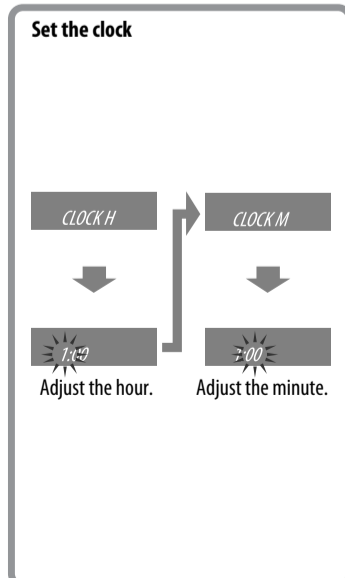 Set the clock
CLOCK H
1:00
Adjust the hour.
CLOCK M
1:00
Adjust the minute.